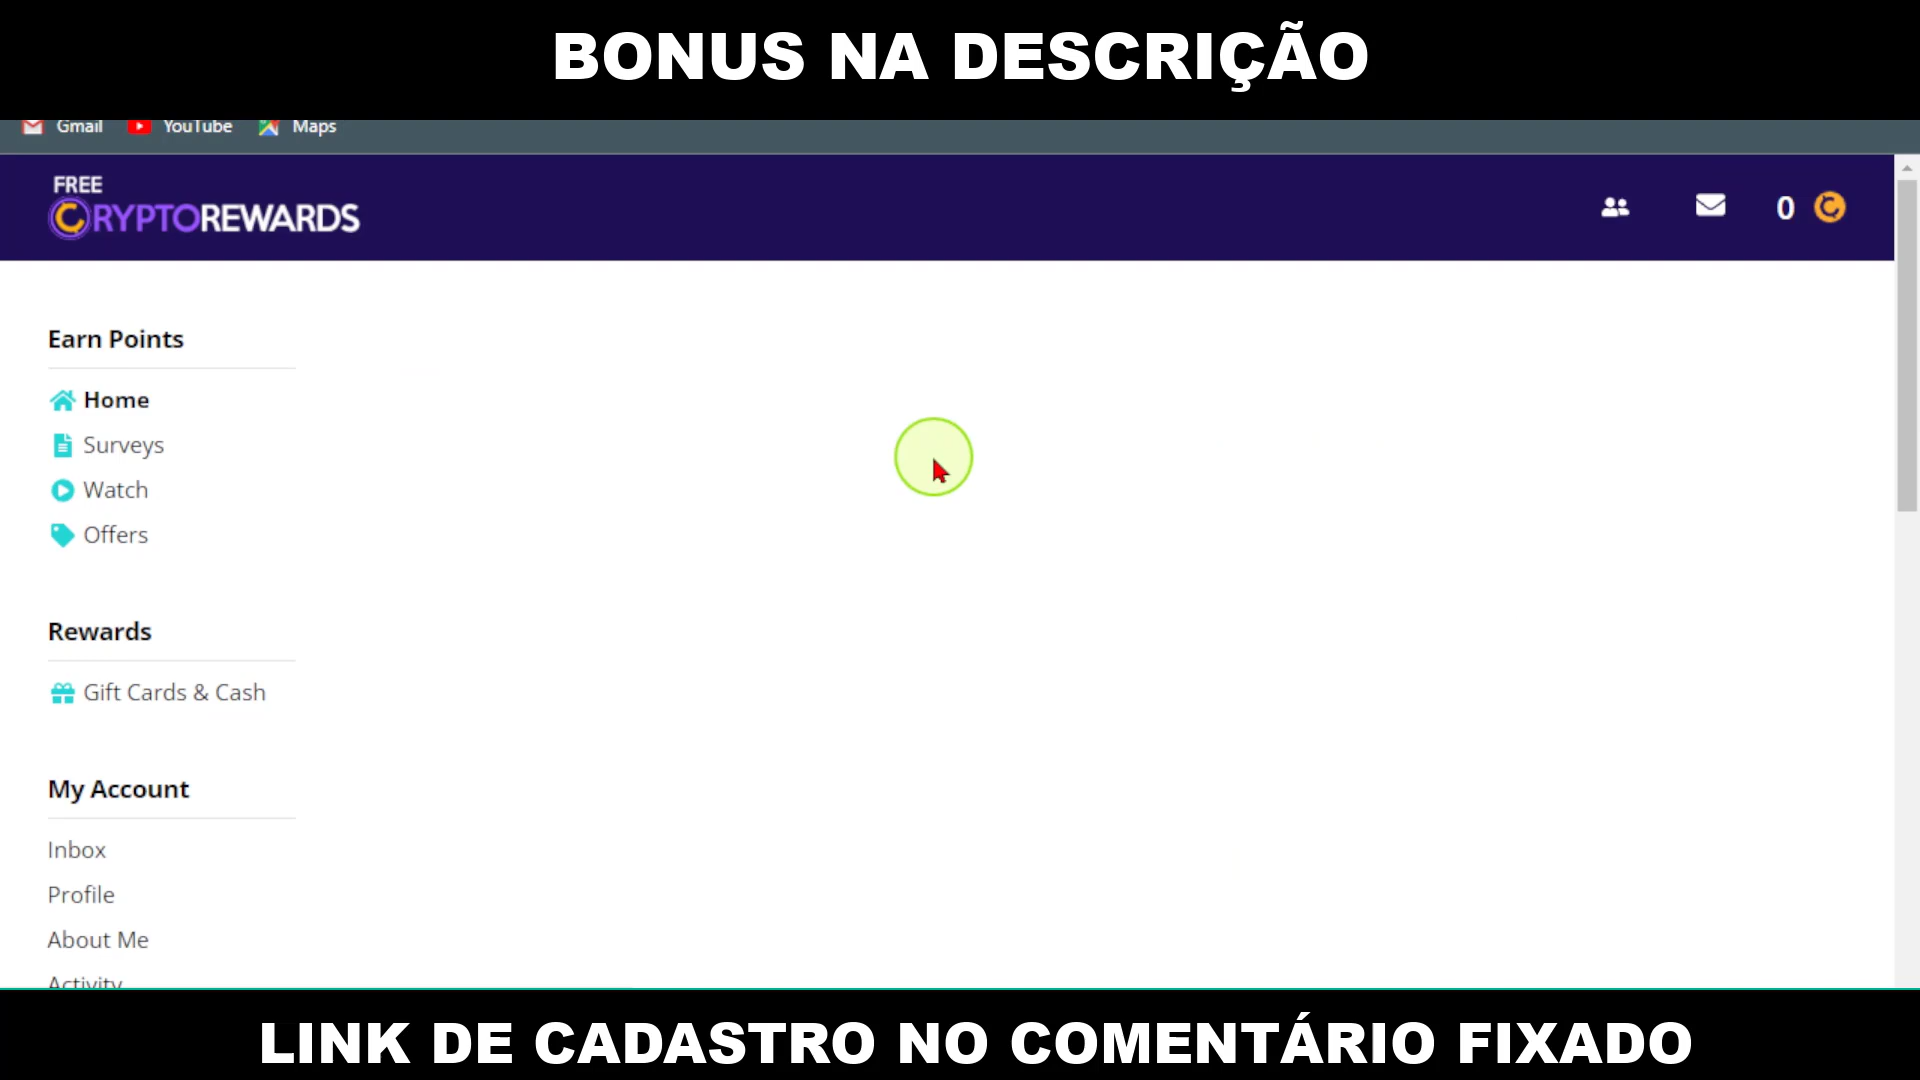 BONUS NA DESCRIÇÃO
Gmail YouTube Maps
FREE
CRYPTOREWARDS
0
Earn Points
Home
Surveys
Watch
Offers
Rewards
Gift Cards & Cash
My Account
Inbox
Profile
About Me
Activity
LINK DE CADASTRO NO COMENTÁRIO FIXADO